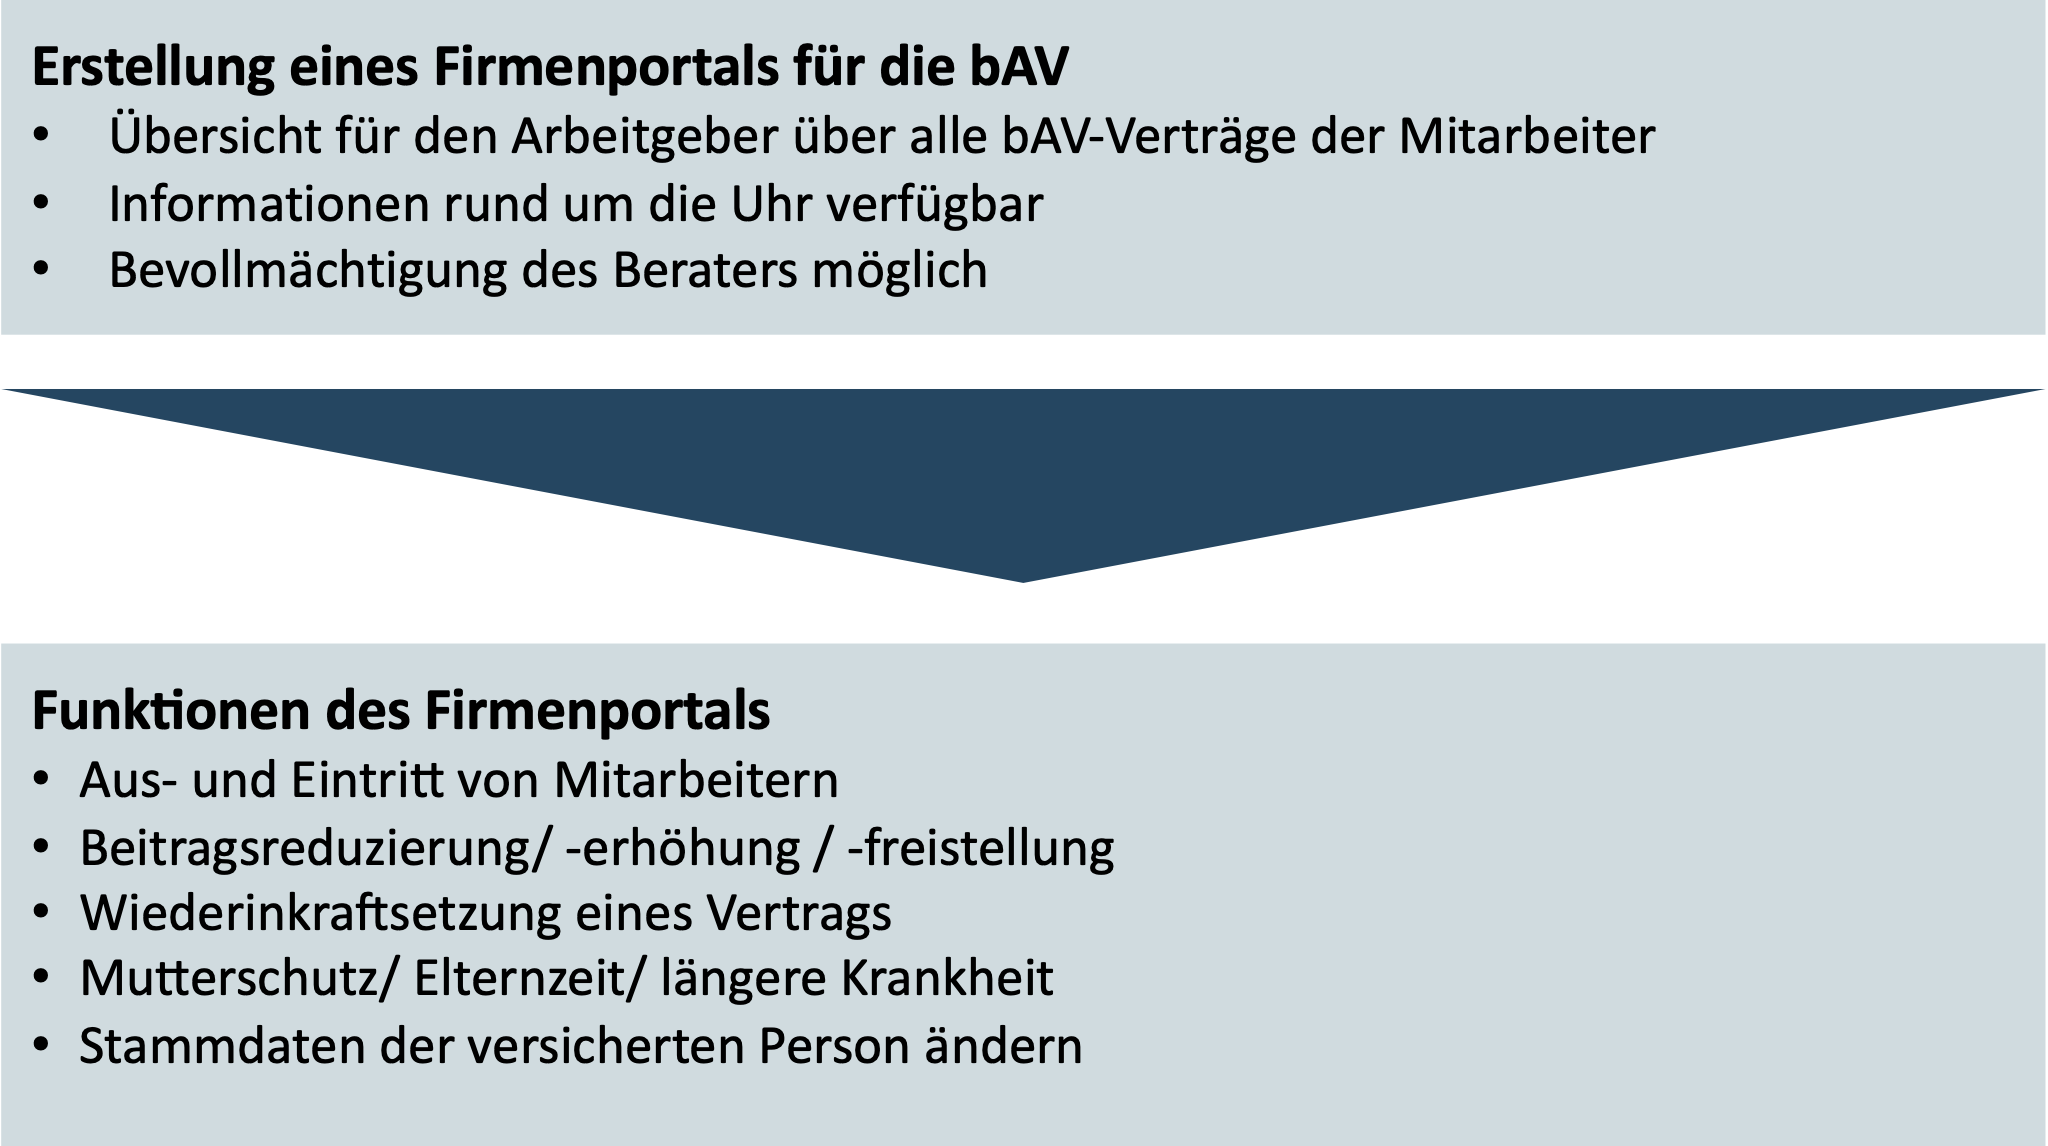 Erstellung eines Firmenportals für die bAV
• Übersicht für den Arbeitgeber über alle bAV-Verträge der Mitarbeiter
• Informationen rund um die Uhr verfügbar
• Bevollmächtigung des Beraters möglich
Funktionen des Firmenportals
• Aus- und Eintritt von Mitarbeitern
• Beitragsreduzierung/ -erhöhung / -freistellung
• Wiederinkraftsetzung eines Vertrags
• Mutterschutz/ Elternzeit/ längere Krankheit
• Stammdaten der versicherten Person ändern